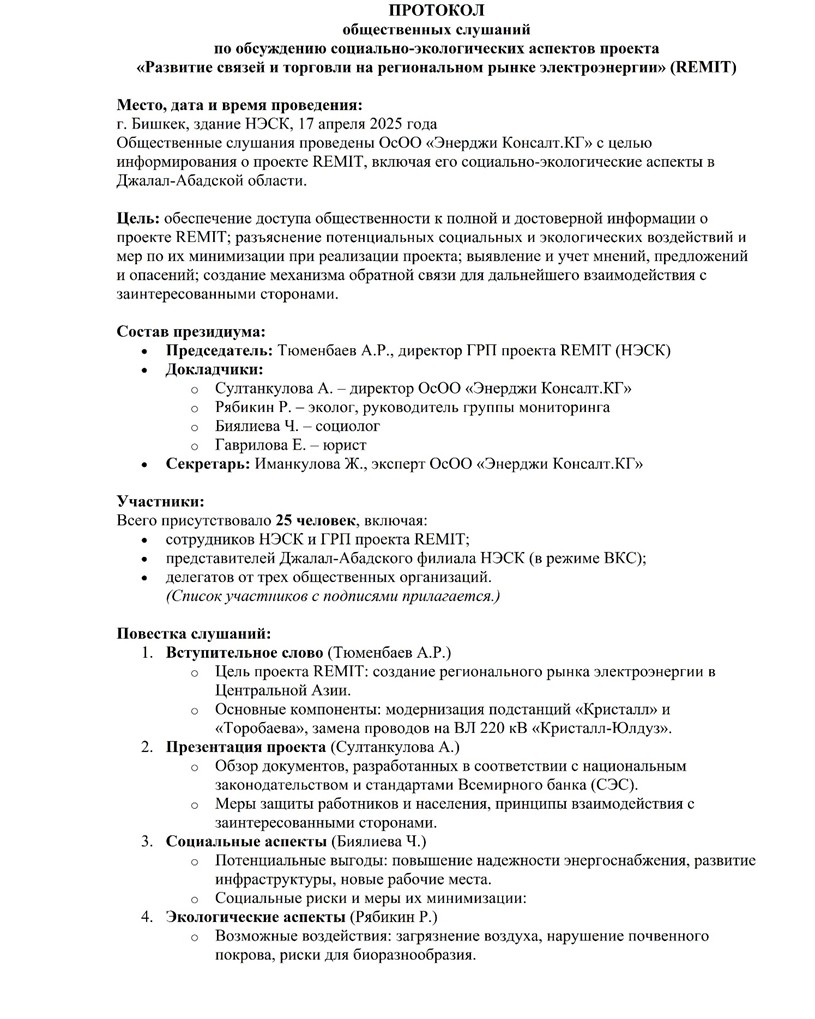 ПРОТОКОЛ
общественных слушаний
по обсуждению социально-экологических аспектов проекта
«Развитие связей и торговли на региональном рынке электроэнергии» (REMIT)
Место, дата и время проведения:
г. Бишкек, здание НЭСК, 17 апреля 2025 года
Общественные слушания проведены ОсОО «Энерджи Консалт.КГ» с целью
информирования о проекте REMIT, включая его социально-экологические аспекты в
Джалал-Абадской области.
Цель: обеспечение доступа общественности к полной и достоверной информации о
проекте REMIT; разъяснение потенциальных социальных и экологических воздействий и
мер по их минимизации при реализации проекта; выявление и учет мнений, предложений
и опасений; создание механизма обратной связи для дальнейшего взаимодействия с
заинтересованными сторонами.
Состав президиума:
• Председатель: Тюменбаев А.Р., директор ГРП проекта REMIT (НЭСК)
• Докладчики:
o Султанкулова А. – директор ОсОО «Энерджи Консалт.КГ»
o Рябикин Р. – эколог, руководитель группы мониторинга
o Биялиева Ч. – социолог
o Гаврилова Е. – юрист
• Секретарь: Иманкулова Ж., эксперт ОсОО «Энерджи Консалт.КГ»
Участники:
Всего присутствовало 25 человек, включая:
• сотрудников НЭСК и ГРП проекта REMIT;
• представителей Джалал-Абадского филиала НЭСК (в режиме ВКС);
• делегатов от трех общественных организаций.
(Список участников с подписями прилагается.)
Повестка слушаний:
1. Вступительное слово (Тюменбаев А.Р.)
o Цель проекта REMIT: создание регионального рынка электроэнергии в
Центральной Азии.
o Основные компоненты: модернизация подстанций «Кристалл» и
«Торобаева», замена проводов на ВЛ 220 кВ «Кристалл-Юлдуз».
2. Презентация проекта (Султанкулова А.)
o Обзор документов, разработанных в соответствии с национальным
законодательством и стандартами Всемирного банка (СЭС).
o Меры защиты работников и населения, принципы взаимодействия с
заинтересованными сторонами.
3. Социальные аспекты (Биялиева Ч.)
o Потенциальные выгоды: повышение надежности энергоснабжения, развитие
инфраструктуры, новые рабочие места.
o Социальные риски и меры их минимизации:
4. Экологические аспекты (Рябикин Р.)
o Возможные воздействия: загрязнение воздуха, нарушение почвенного
покрова, риски для биоразнообразия.